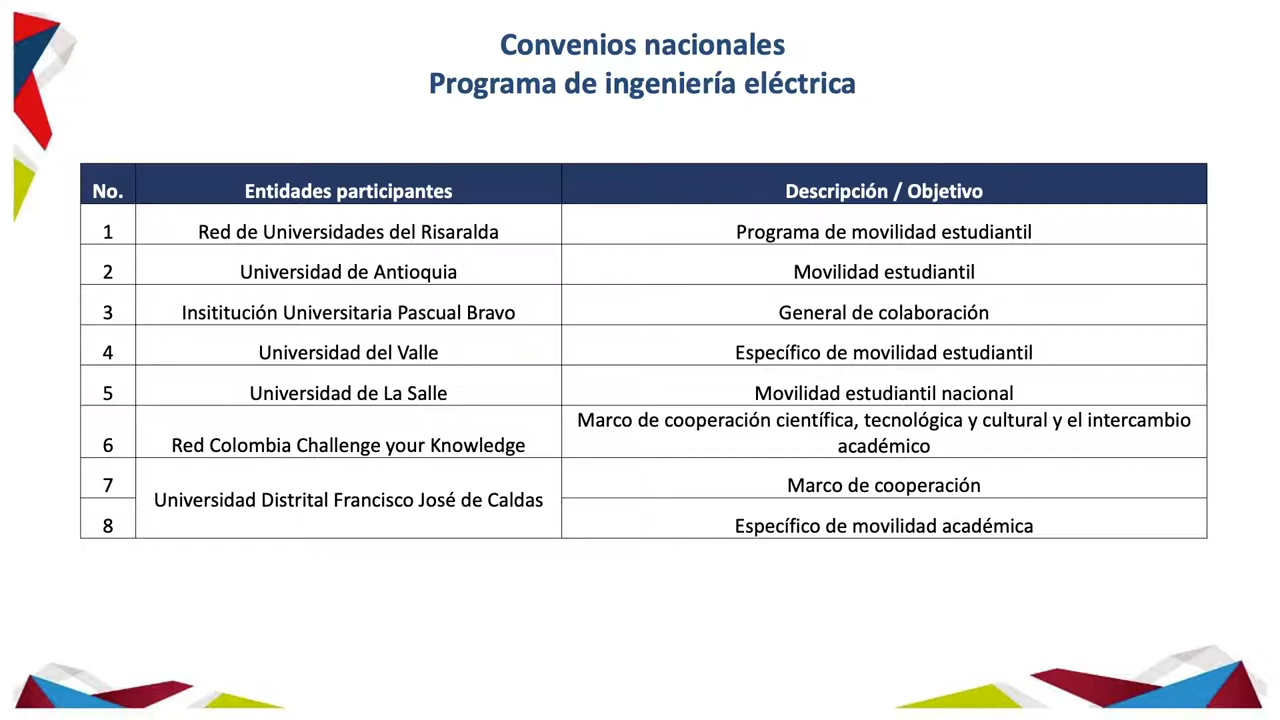 Convenios nacionales
Programa de ingeniería eléctrica
No. Entidades participantes Descripción / Objetivo
1 Red de Universidades del Risaralda Programa de movilidad estudiantil
2 Universidad de Antioquia Movilidad estudiantil
3 Insititución Universitaria Pascual Bravo General de colaboración
4 Universidad del Valle Específico de movilidad estudiantil
5 Universidad de La Salle Movilidad estudiantil nacional
6 Red Colombia Challenge your Knowledge Marco de cooperación científica, tecnológica y cultural y el intercambio
académico
7 Universidad Distrital Francisco José de Caldas Marco de cooperación
8 Específico de movilidad académica